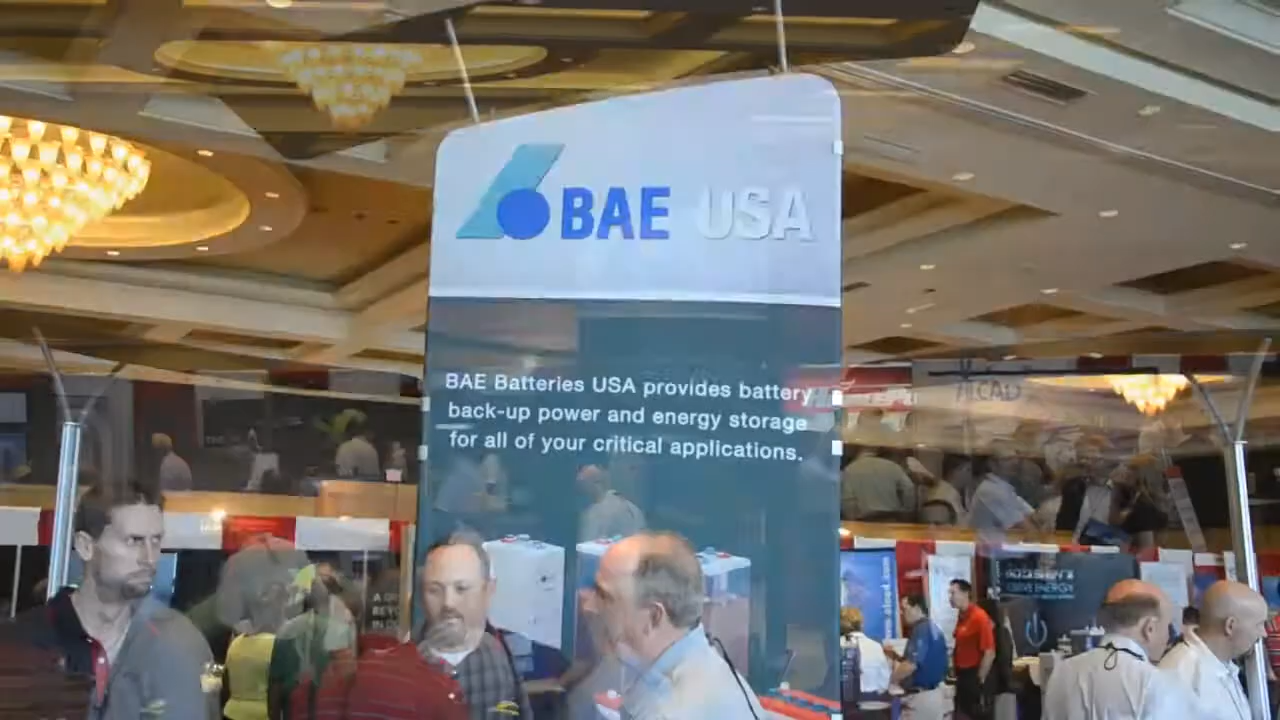 BAE USA
BAE Batteries USA provides battery
back-up power and energy storage
for all of your critical applications.